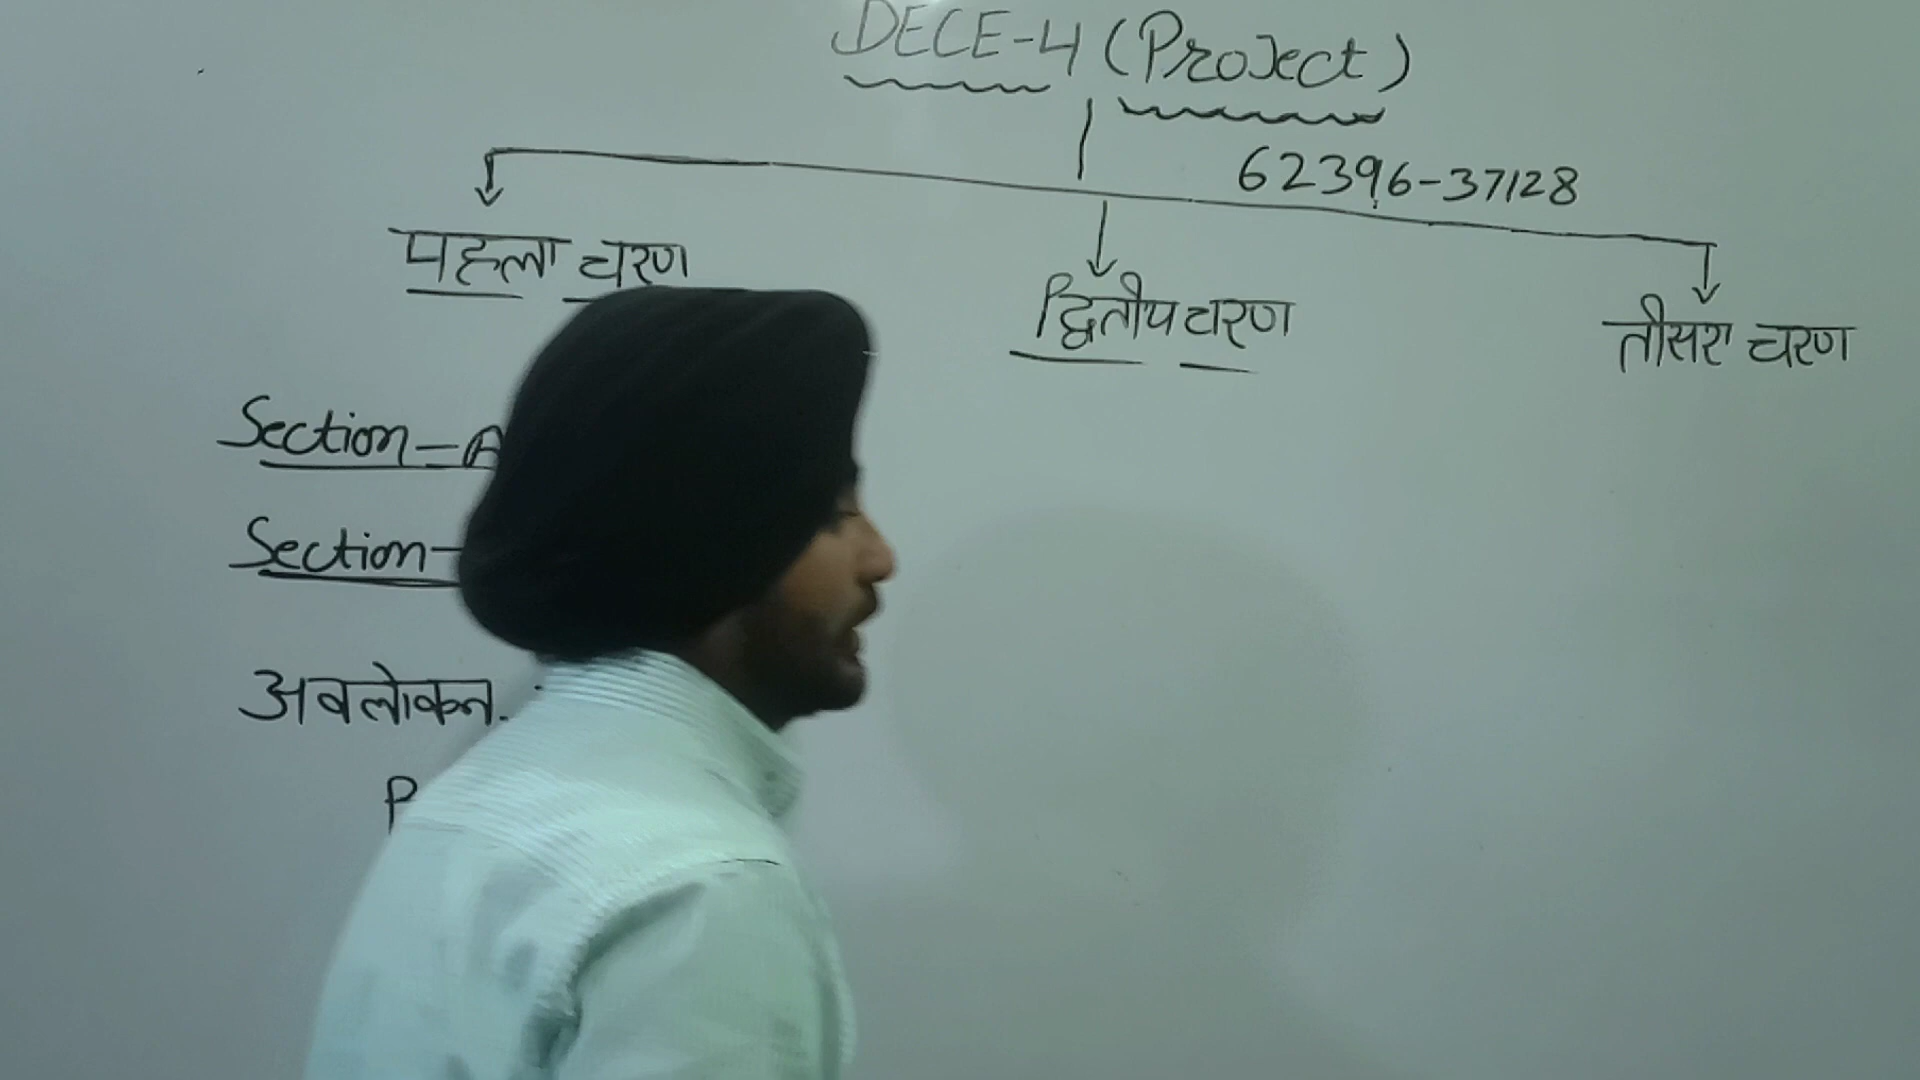 DECE-4 (Project)
62396-37128
पहला चरण
द्वितीय चरण
तीसरा चरण
Section-A
Section-
अवलोकन.
P